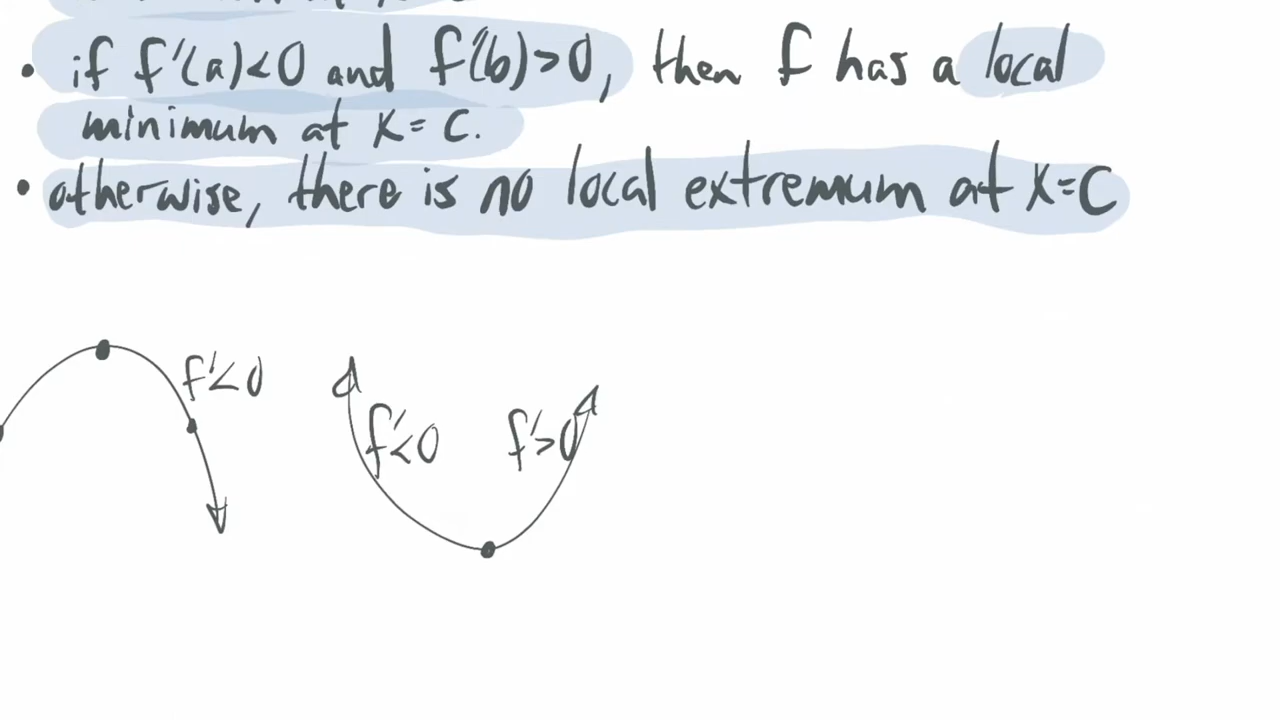 • if f'(a)<0 and f'(b)>0, then f has a local
minimum at x=c.
• otherwise, there is no local extremum at x=c
f'<0
f'<0 f'>0